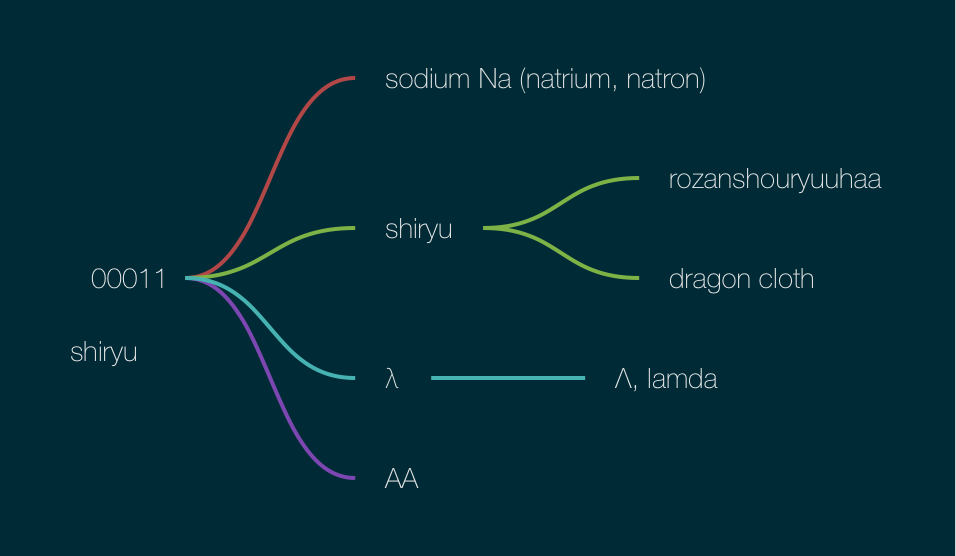 sodium Na (natrium, natron)
rozanshouryuuhaa
shiryu
00011
dragon cloth
shiryu
λ
Λ, lamda
AA